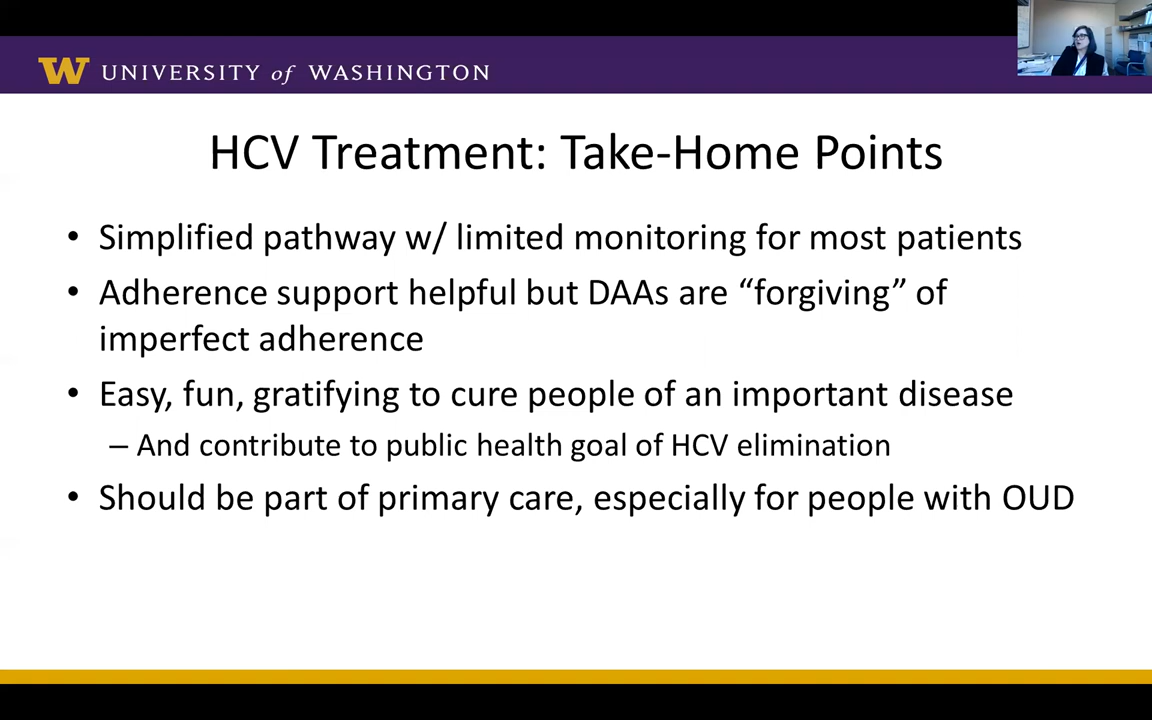 W UNIVERSITY of WASHINGTON
HCV Treatment: Take-Home Points
• Simplified pathway w/ limited monitoring for most patients
• Adherence support helpful but DAAs are “forgiving” of
imperfect adherence
• Easy, fun, gratifying to cure people of an important disease
– And contribute to public health goal of HCV elimination
• Should be part of primary care, especially for people with OUD